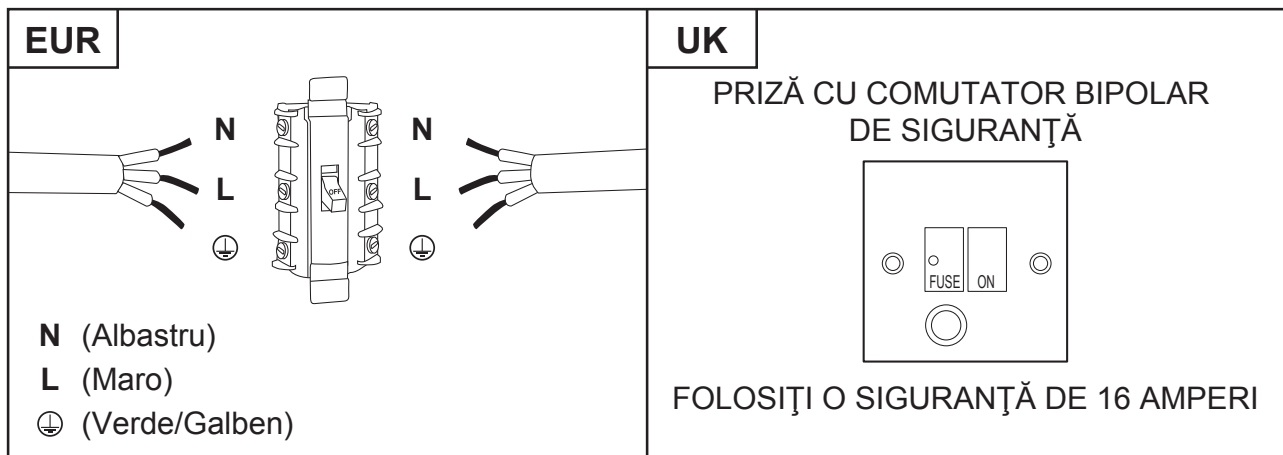 EUR
N
N
L
L
OFF
N (Albastru)
L (Maro)
(Verde/Galben)
UK
PRIZĂ CU COMUTATOR BIPOLAR
DE SIGURANŢĂ
FUSE ON
FOLOSIŢI O SIGURANŢĂ DE 16 AMPERI